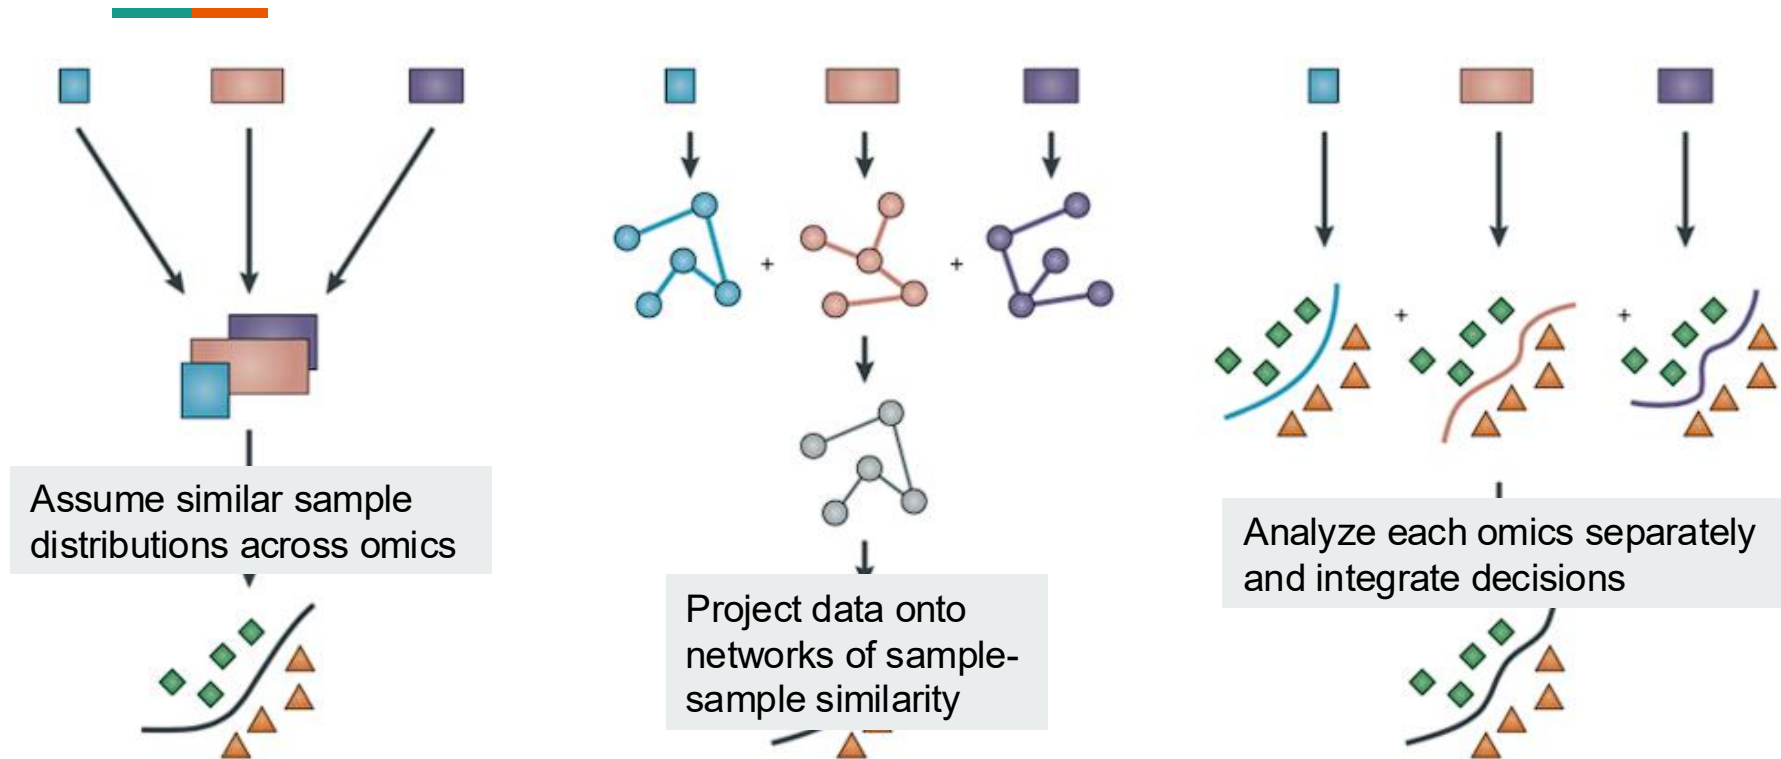 Assume similar sample
distributions across omics
+
+
Project data onto
networks of sample-
sample similarity
+
+
Analyze each omics separately
and integrate decisions